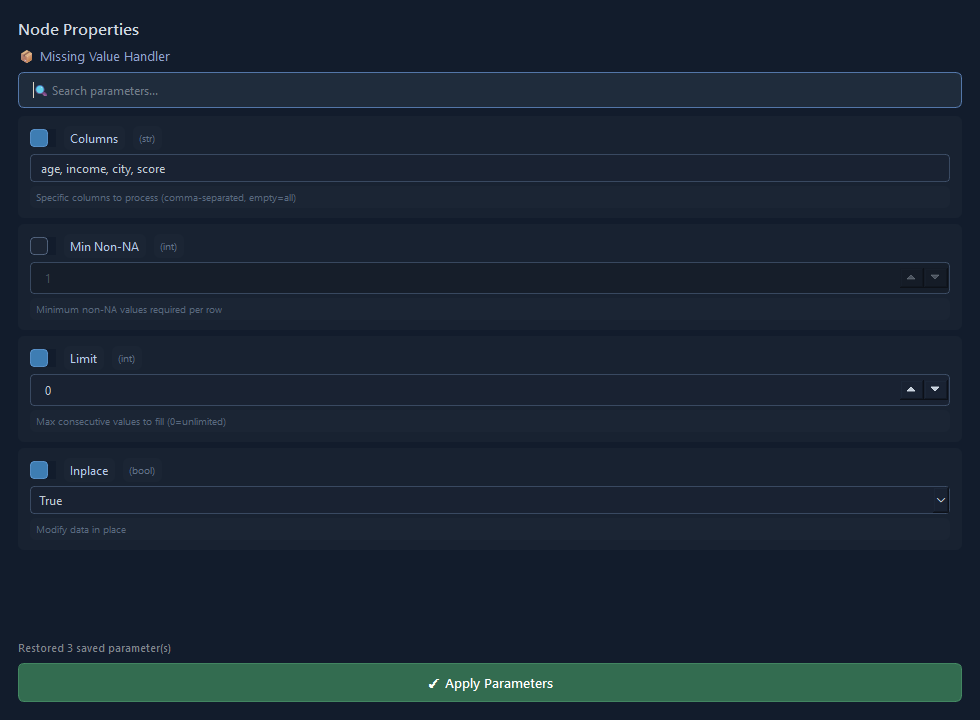 Node Properties
Missing Value Handler
Search parameters...
Columns (str)
age, income, city, score
Specific columns to process (comma-separated, empty=all)
Min Non-NA (int)
1
Minimum non-NA values required per row
Limit (int)
0
Max consecutive values to fill (0=unlimited)
Inplace (bool)
True
Modify data in place
Restored 3 saved parameter(s)
✓ Apply Parameters